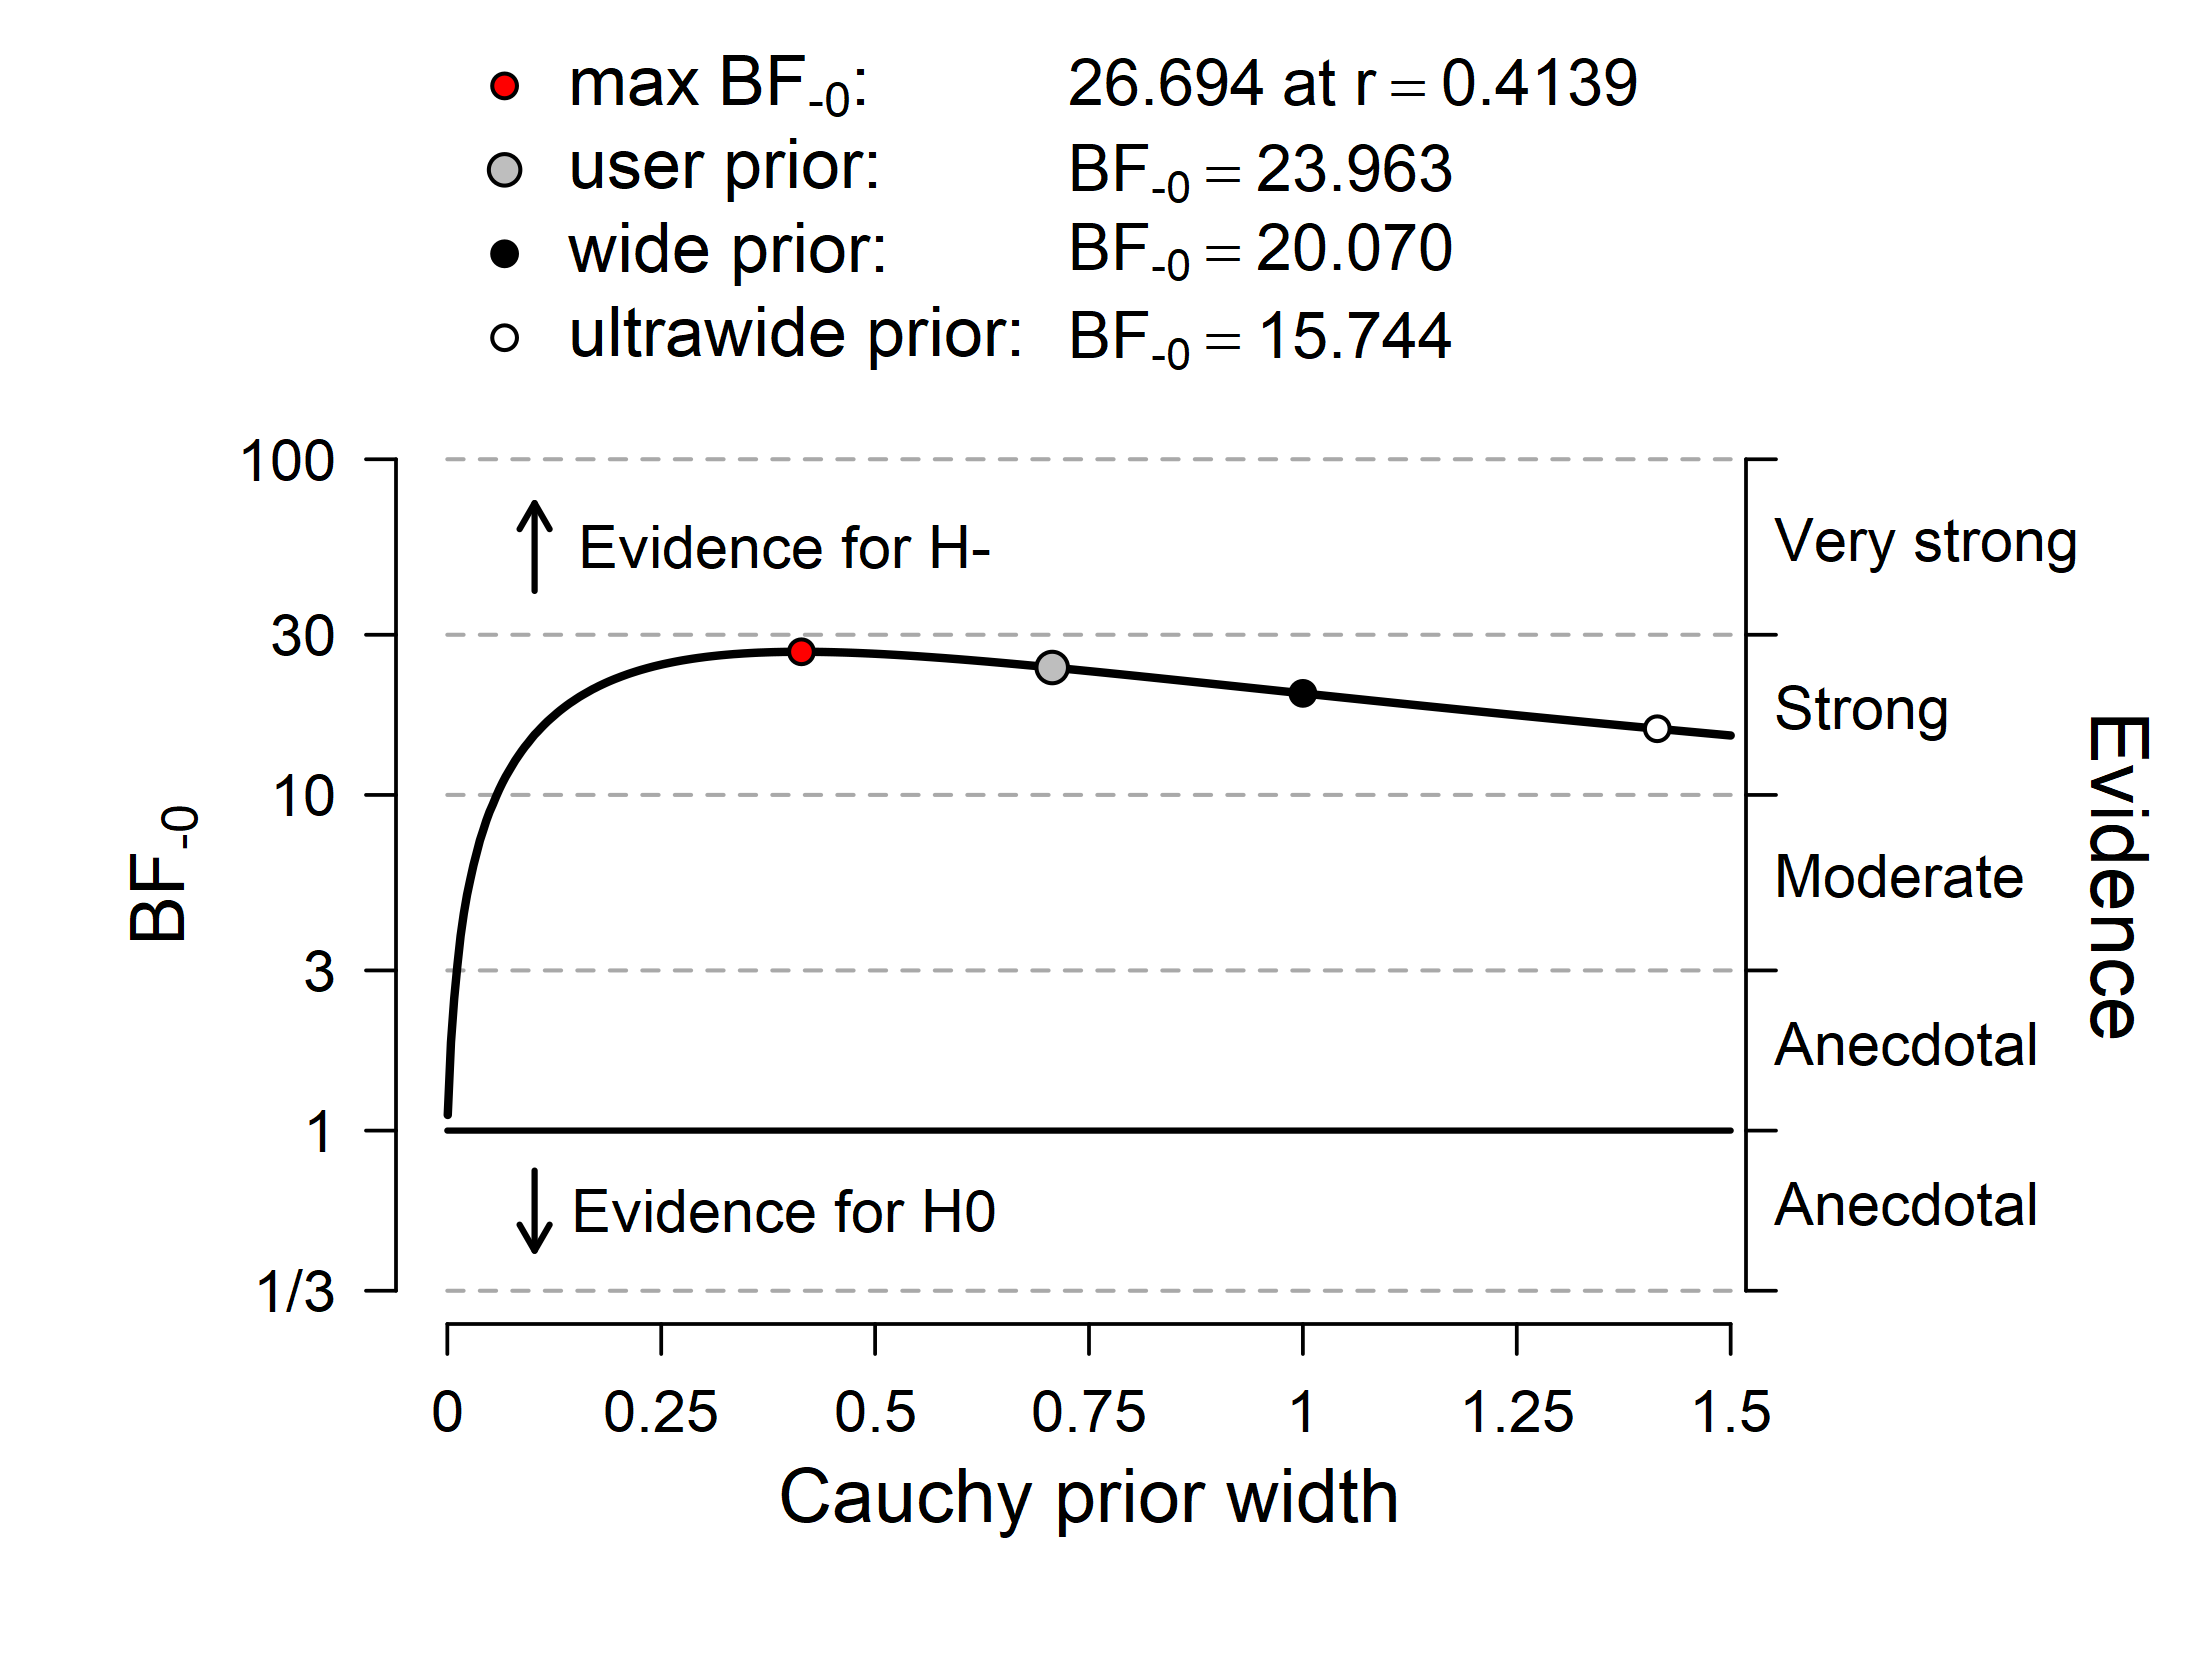 max BF-0: 26.694 at r = 0.4139
user prior: BF-0 = 23.963
wide prior: BF-0 = 20.070
ultrawide prior: BF-0 = 15.744
100
30
10
3
1
1/3
BF-0
Evidence for H-
Evidence for H0
Very strong
Strong
Moderate
Anecdotal
Anecdotal
Evidence
0 0.25 0.5 0.75 1 1.25 1.5
Cauchy prior width